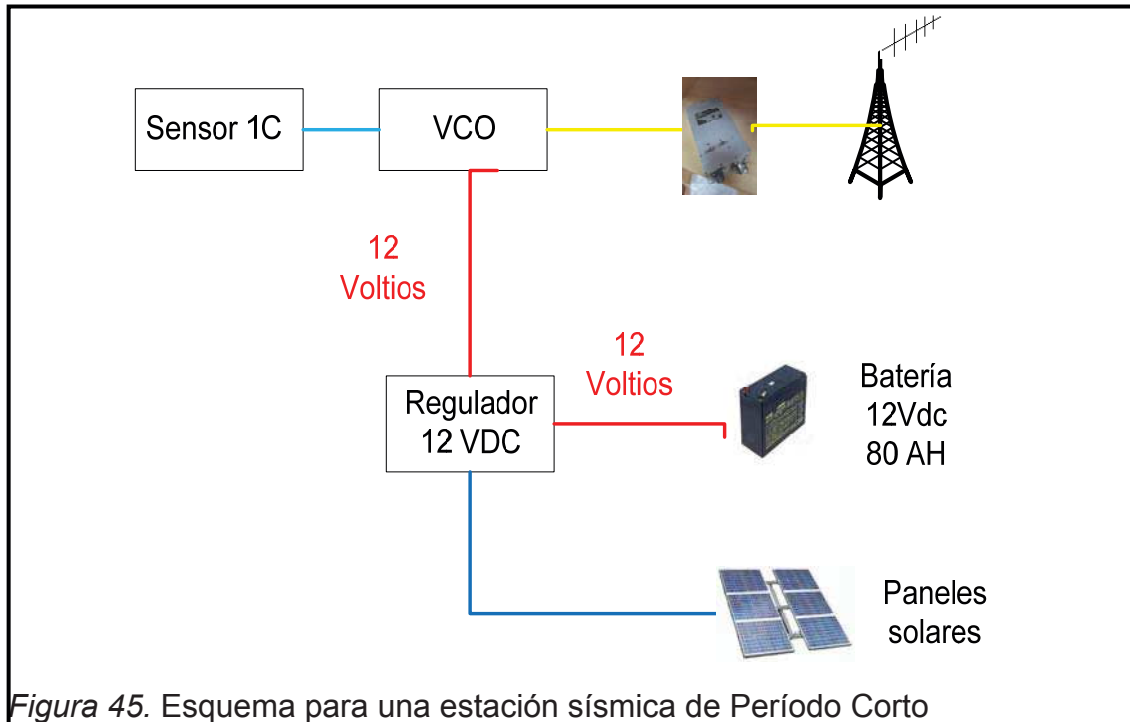 Sensor 1C
VCO
12
Voltios
12
Voltios
Regulador
12 VDC
Batería
12Vdc
80 AH
Paneles
solares
Figura 45. Esquema para una estación sísmica de Período Corto